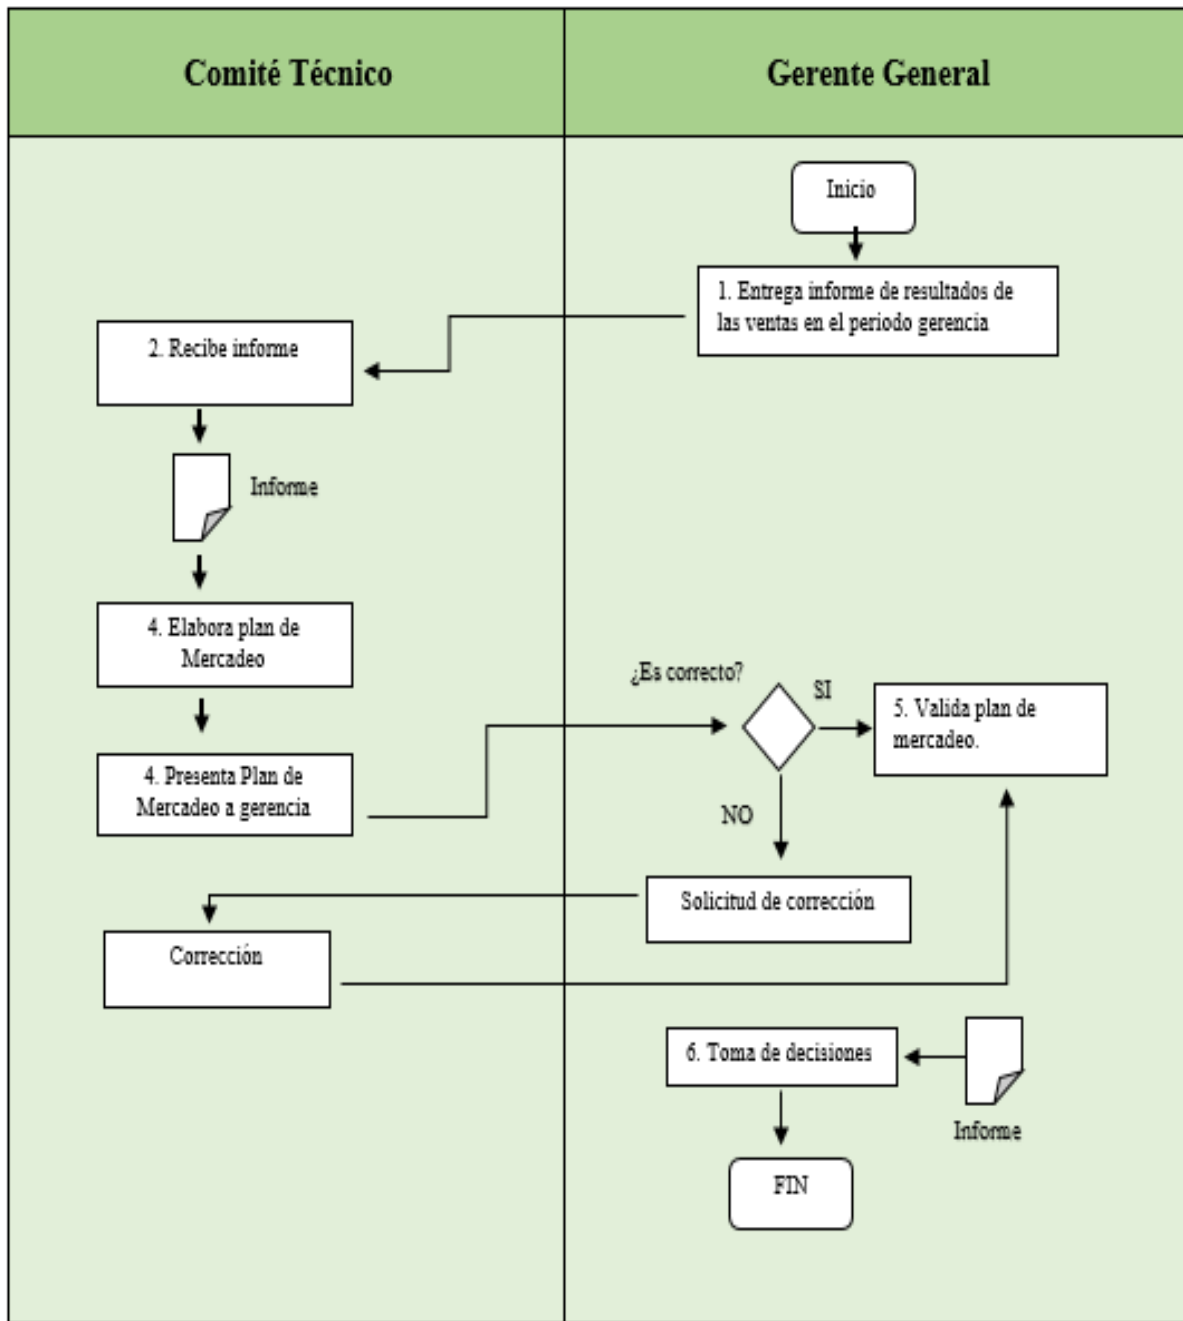 Comité Técnico
Gerente General
Inicio
1. Entrega informe de resultados de
las ventas en el periodo gerencia
2. Recibe informe
Informe
4. Elabora plan de
Mercadeo
¿Es correcto?
SI
5. Valida plan de
mercadeo.
4. Presenta Plan de
Mercadeo a gerencia
NO
Solicitud de corrección
Corrección
6. Toma de decisiones
Informe
FIN